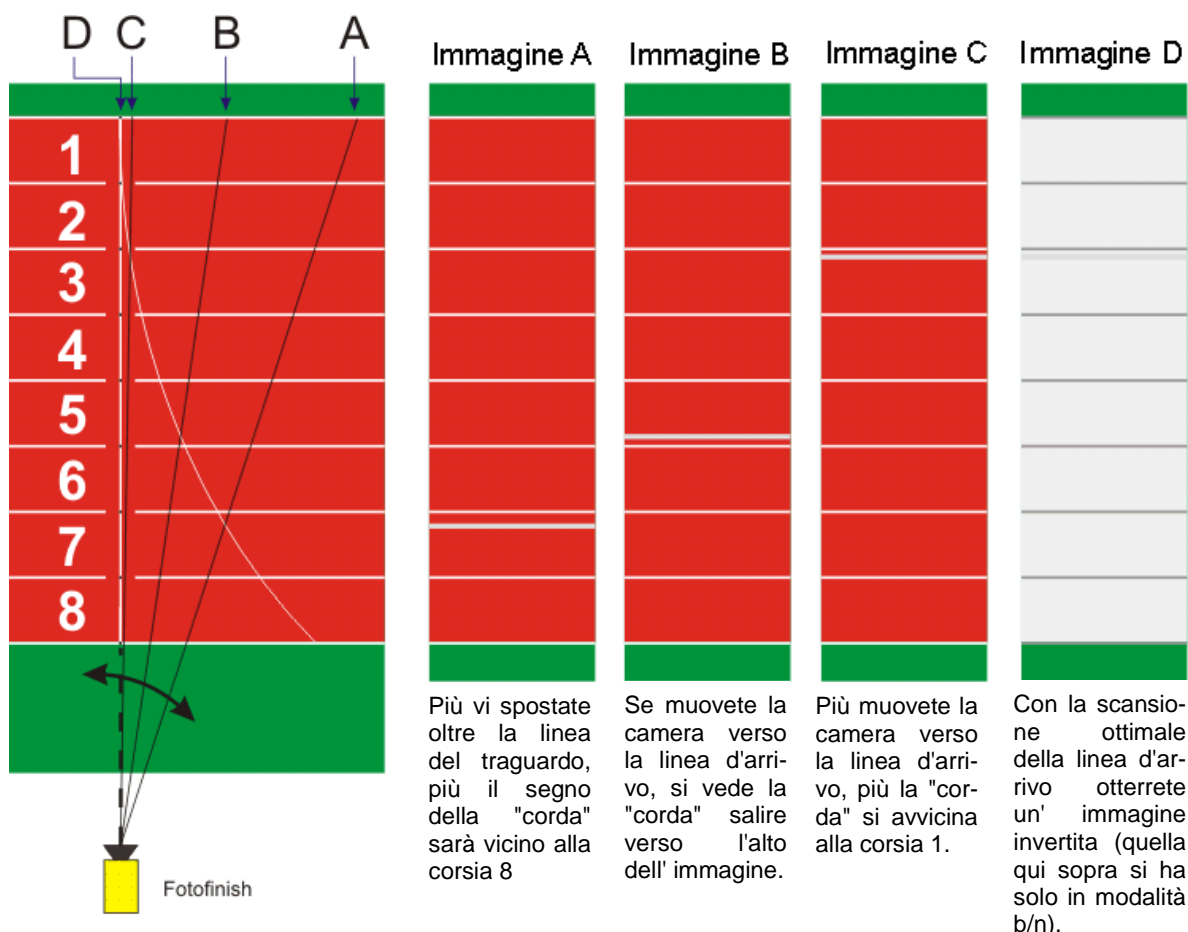 D C B A
Immagine A
Immagine B
Immagine C
Immagine D
1
2
3
4
5
6
7
8
Fotofinish
Più vi spostate
oltre la linea
del traguardo,
più il segno
della "corda"
sarà vicino alla
corsia 8
Se muovete la
camera verso
la linea d'arri-
vo, si vede la
"corda" salire
verso l'alto
dell' immagine.
Più muovete la
camera verso
la linea d'arri-
vo, più la "cor-
da" si avvicina
alla corsia 1.
Con la scansio-
ne ottimale
della linea d'ar-
rivo otterrete
un' immagine
invertita (quella
qui sopra si ha
solo in modalità
b/n).